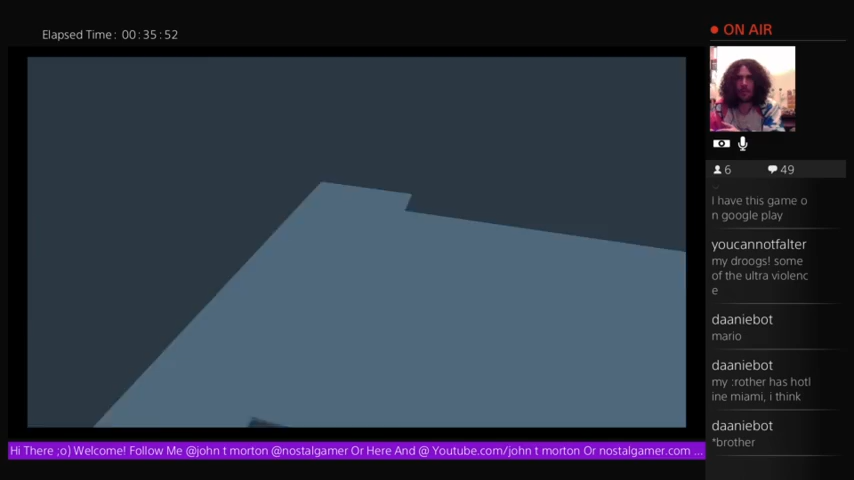 Elapsed Time: 00:35:52
ON AIR
6 49
I have this game o
n google play
youcannotfalter
my droogs! some
of the ultra violenc
e
daaniebot
mario
daaniebot
my :rother has hotl
ine miami, i think
daaniebot
*brother
Hi There ;o) Welcome! Follow Me @john t morton @nostalgamer Or Here And @ Youtube.com/john t morton Or nostalgamer.com ...